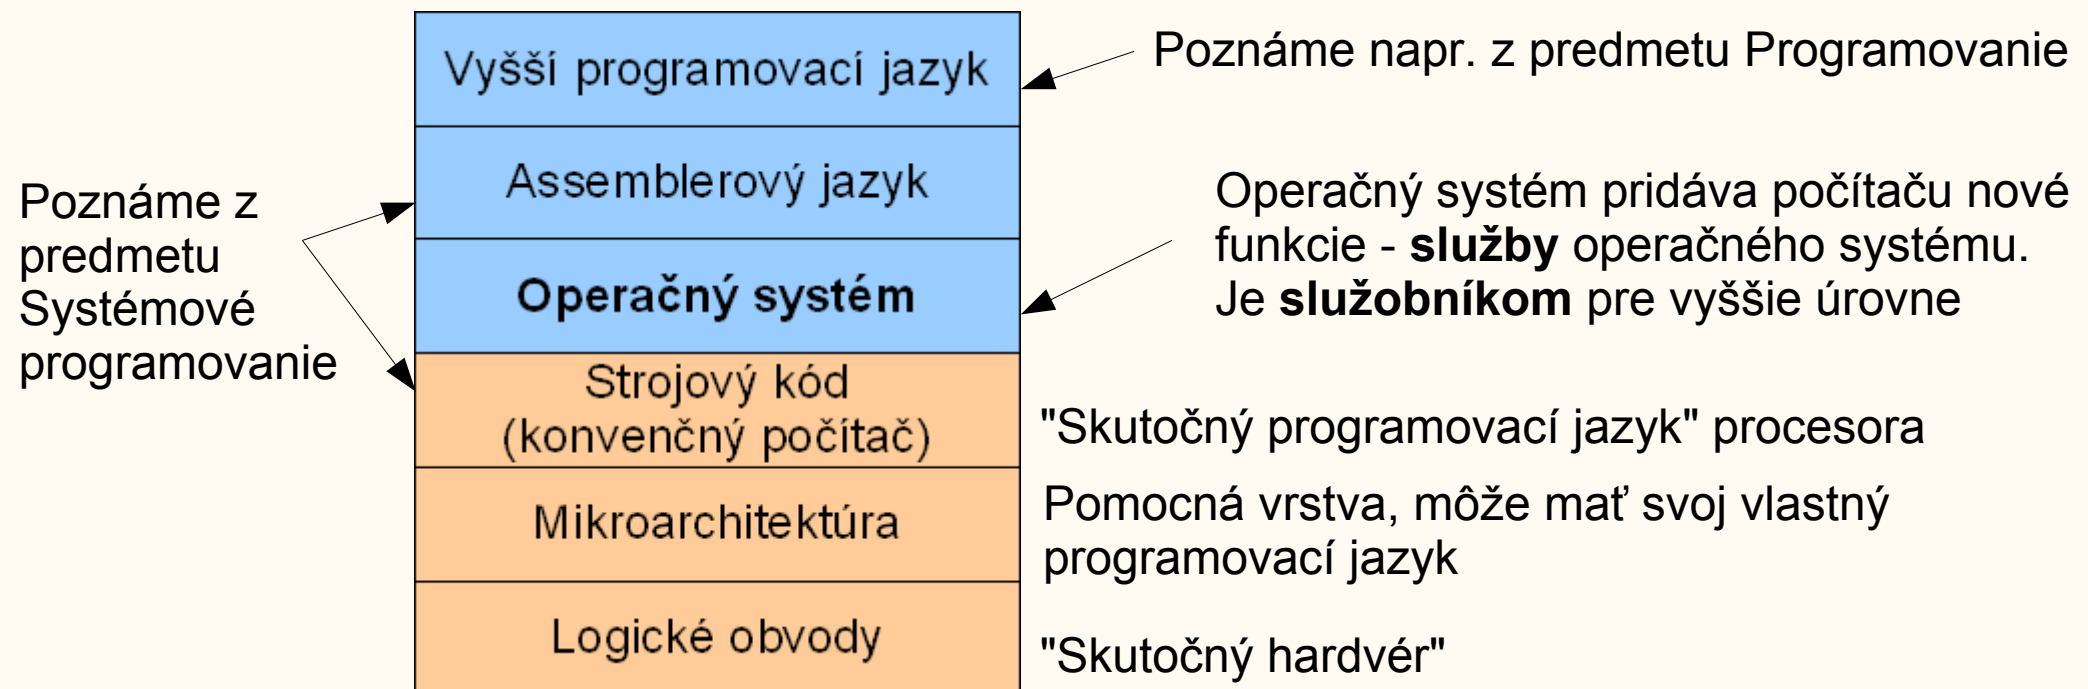 Vyšší programovací jazyk
Poznáme napr. z predmetu Programovanie
Assemblerový jazyk
Poznáme z
predmetu
Systémové
programovanie
Operačný systém pridáva počítaču nové
funkcie - služby operačného systému.
Je služobníkom pre vyššie úrovne
Operačný systém
Strojový kód
(konvenčný počítač)
"Skutočný programovací jazyk" procesora
Mikroarchitektúra
Pomocná vrstva, môže mať svoj vlastný
programovací jazyk
Logické obvody
"Skutočný hardvér"